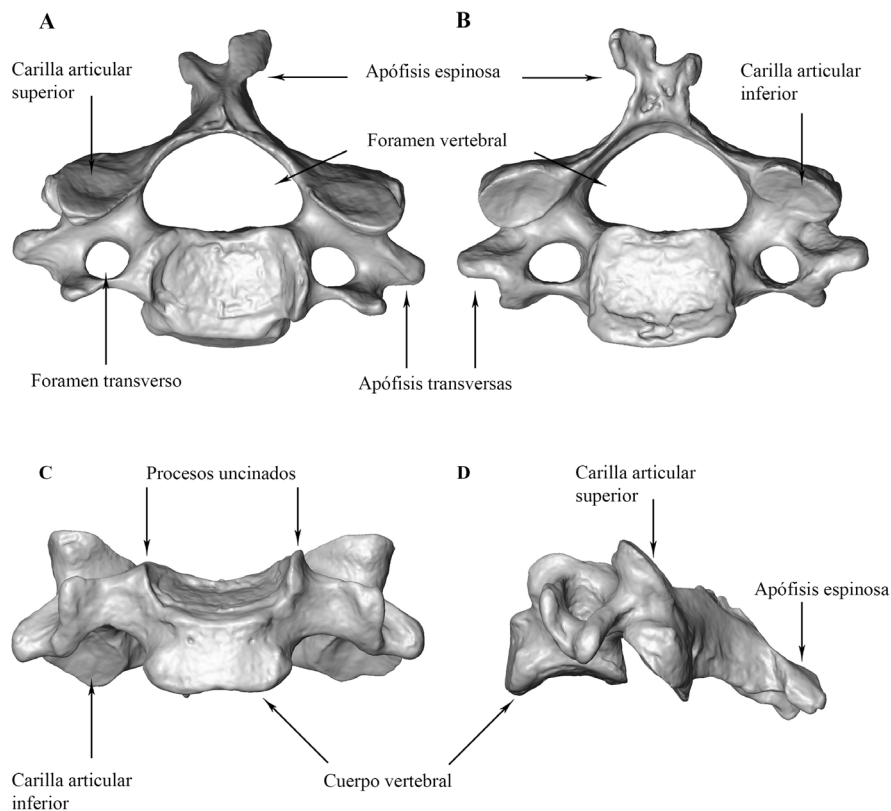 A
B
Carilla articular
superior
Apófisis espinosa
Carilla articular
inferior
Foramen vertebral
Foramen transverso
Apófisis transversas
C
Procesos uncinados
D
Carilla articular
superior
Apófisis espinosa
Carilla articular
inferior
Cuerpo vertebral